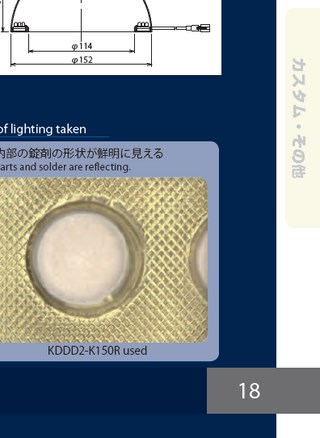 φ114
φ152
of lighting taken
内部の錠剤の形状が鮮明に見える
arts and solder are reflecting.
KDDD2-K150R used
18
カスタム・その他